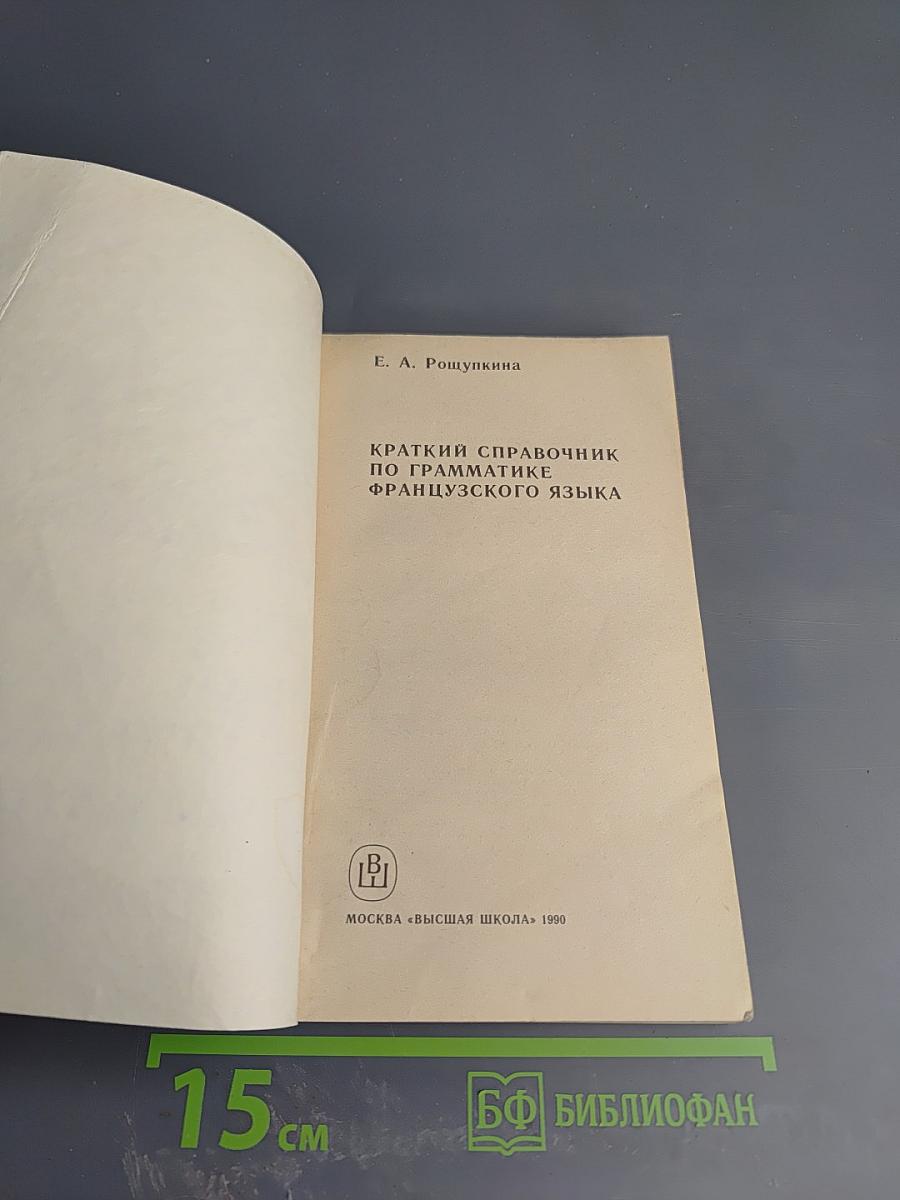 Е. А. Рощупкина
КРАТКИЙ СПРАВОЧНИК
ПО ГРАММАТИКЕ
ФРАНЦУЗСКОГО ЯЗЫКА
ВШ
МОСКВА «ВЫСШАЯ ШКОЛА» 1990
15 см
БФ БИБЛИОФАН